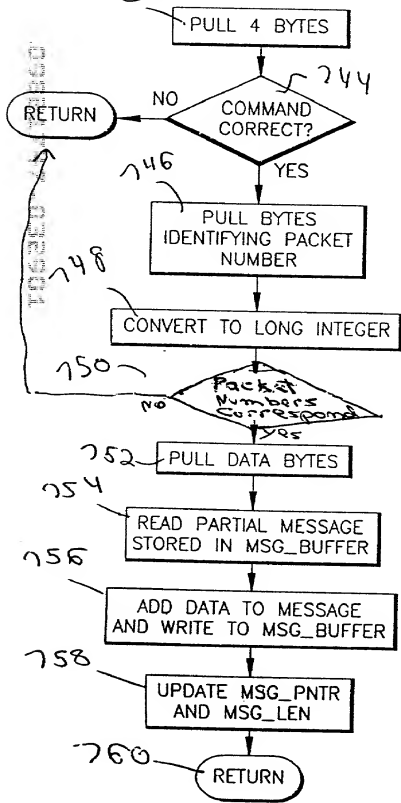 PULL 4 BYTES
744
NO
COMMAND
CORRECT?
RETURN
YES
746
PULL BYTES
IDENTIFYING PACKET
NUMBER
748
CONVERT TO LONG INTEGER
750
Packet
Numbers
Correspond
NO
Yes
752
PULL DATA BYTES
754
READ PARTIAL MESSAGE
STORED IN MSG_BUFFER
756
ADD DATA TO MESSAGE
AND WRITE TO MSG_BUFFER
758
UPDATE MSG_PNTR
AND MSG_LEN
760
RETURN